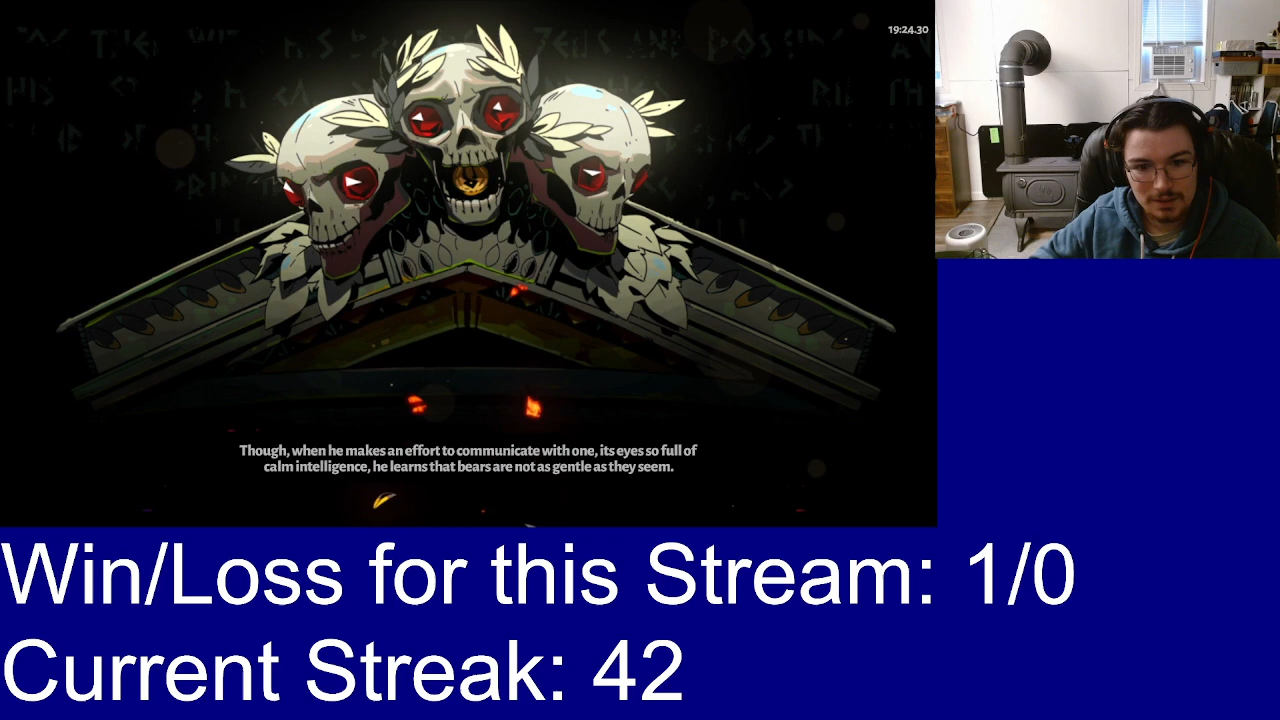 19:24.30
Though, when he makes an effort to communicate with one, its eyes so full of
calm intelligence, he learns that bears are not as gentle as they seem.
Win/Loss for this Stream: 1/0
Current Streak: 42